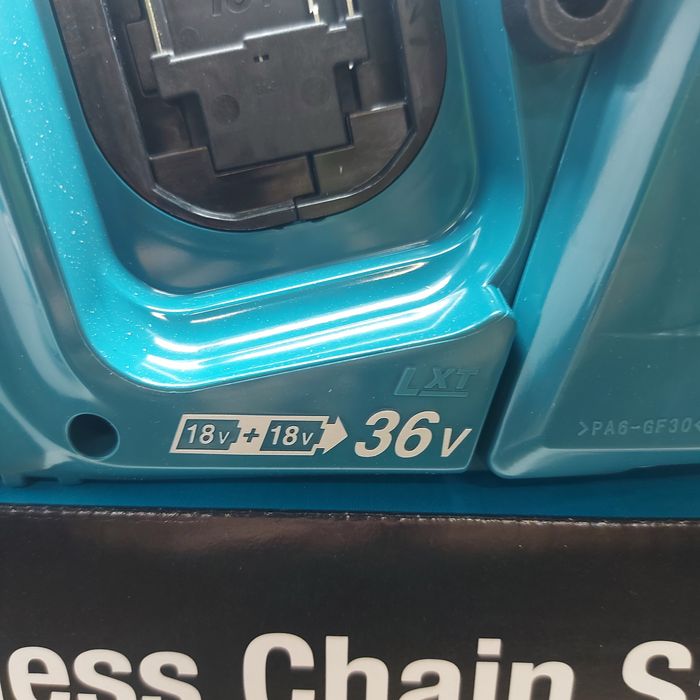 LXT
18v + 18v 36v
>PA6-GF30<
ess Chain S